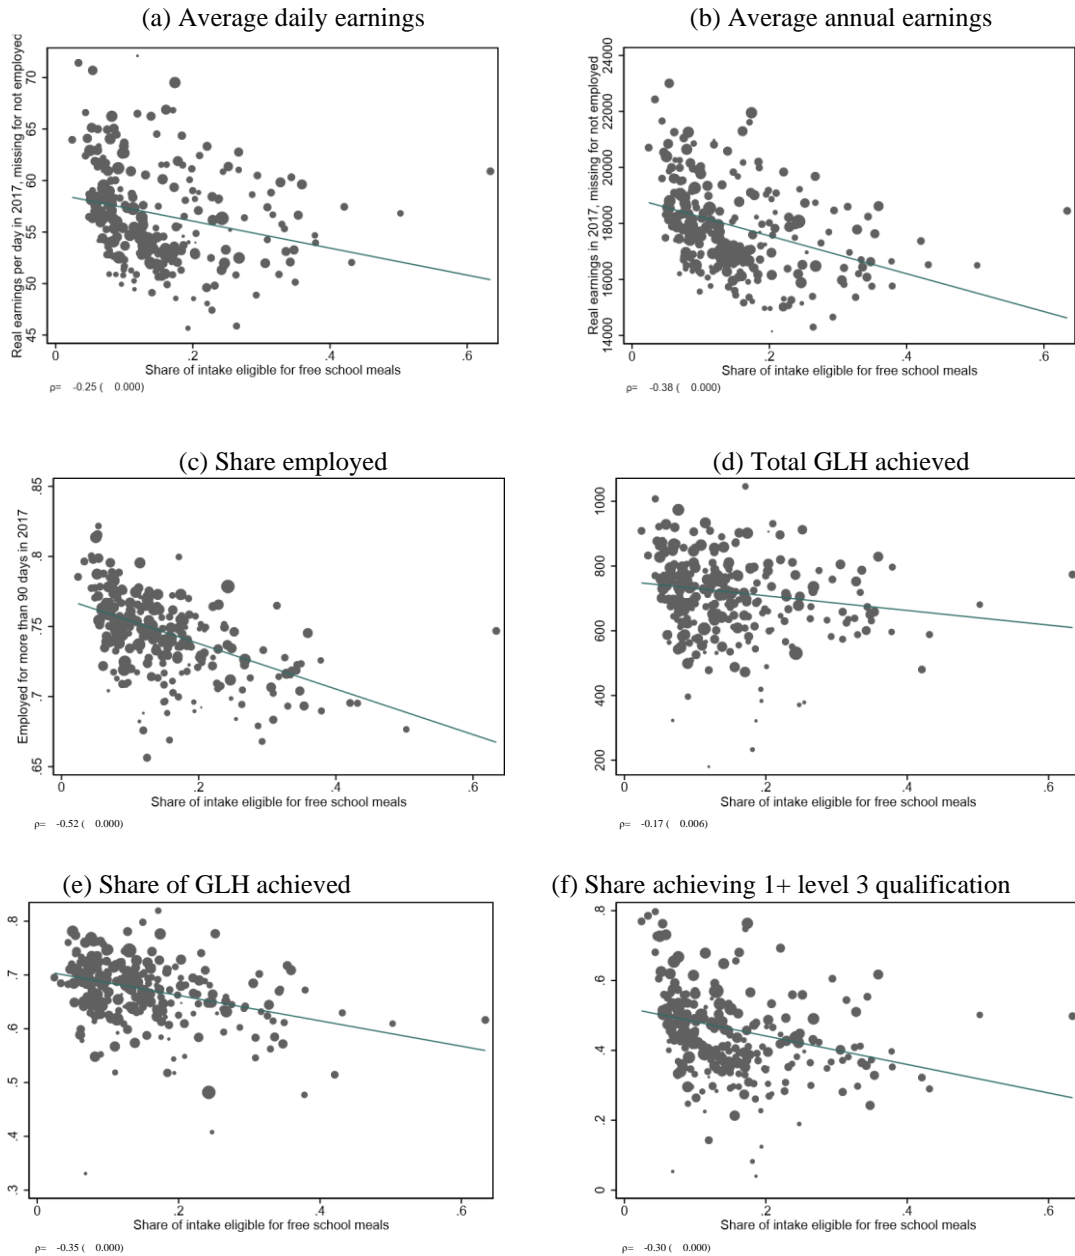 (a) Average daily earnings
Real earnings per day in 2017, missing for not employed
70
65
60
55
50
45
0 .2 .4 .6
Share of intake eligible for free school meals
ρ= -0.25 ( 0.000)
(b) Average annual earnings
Real earnings in 2017, missing for not employed
24000
22000
20000
18000
16000
14000
0 .2 .4 .6
Share of intake eligible for free school meals
ρ= -0.38 ( 0.000)
(c) Share employed
Employed for more than 90 days in 2017
.85
.8
.75
.7
.65
0 .2 .4 .6
Share of intake eligible for free school meals
ρ= -0.52 ( 0.000)
(d) Total GLH achieved
1000
800
600
400
200
0 .2 .4 .6
Share of intake eligible for free school meals
ρ= -0.17 ( 0.006)
(e) Share of GLH achieved
.8
.7
.6
.5
.4
.3
0 .2 .4 .6
Share of intake eligible for free school meals
ρ= -0.35 ( 0.000)
(f) Share achieving 1+ level 3 qualification
.8
.6
.4
.2
0
0 .2 .4 .6
Share of intake eligible for free school meals
ρ= -0.30 ( 0.000)